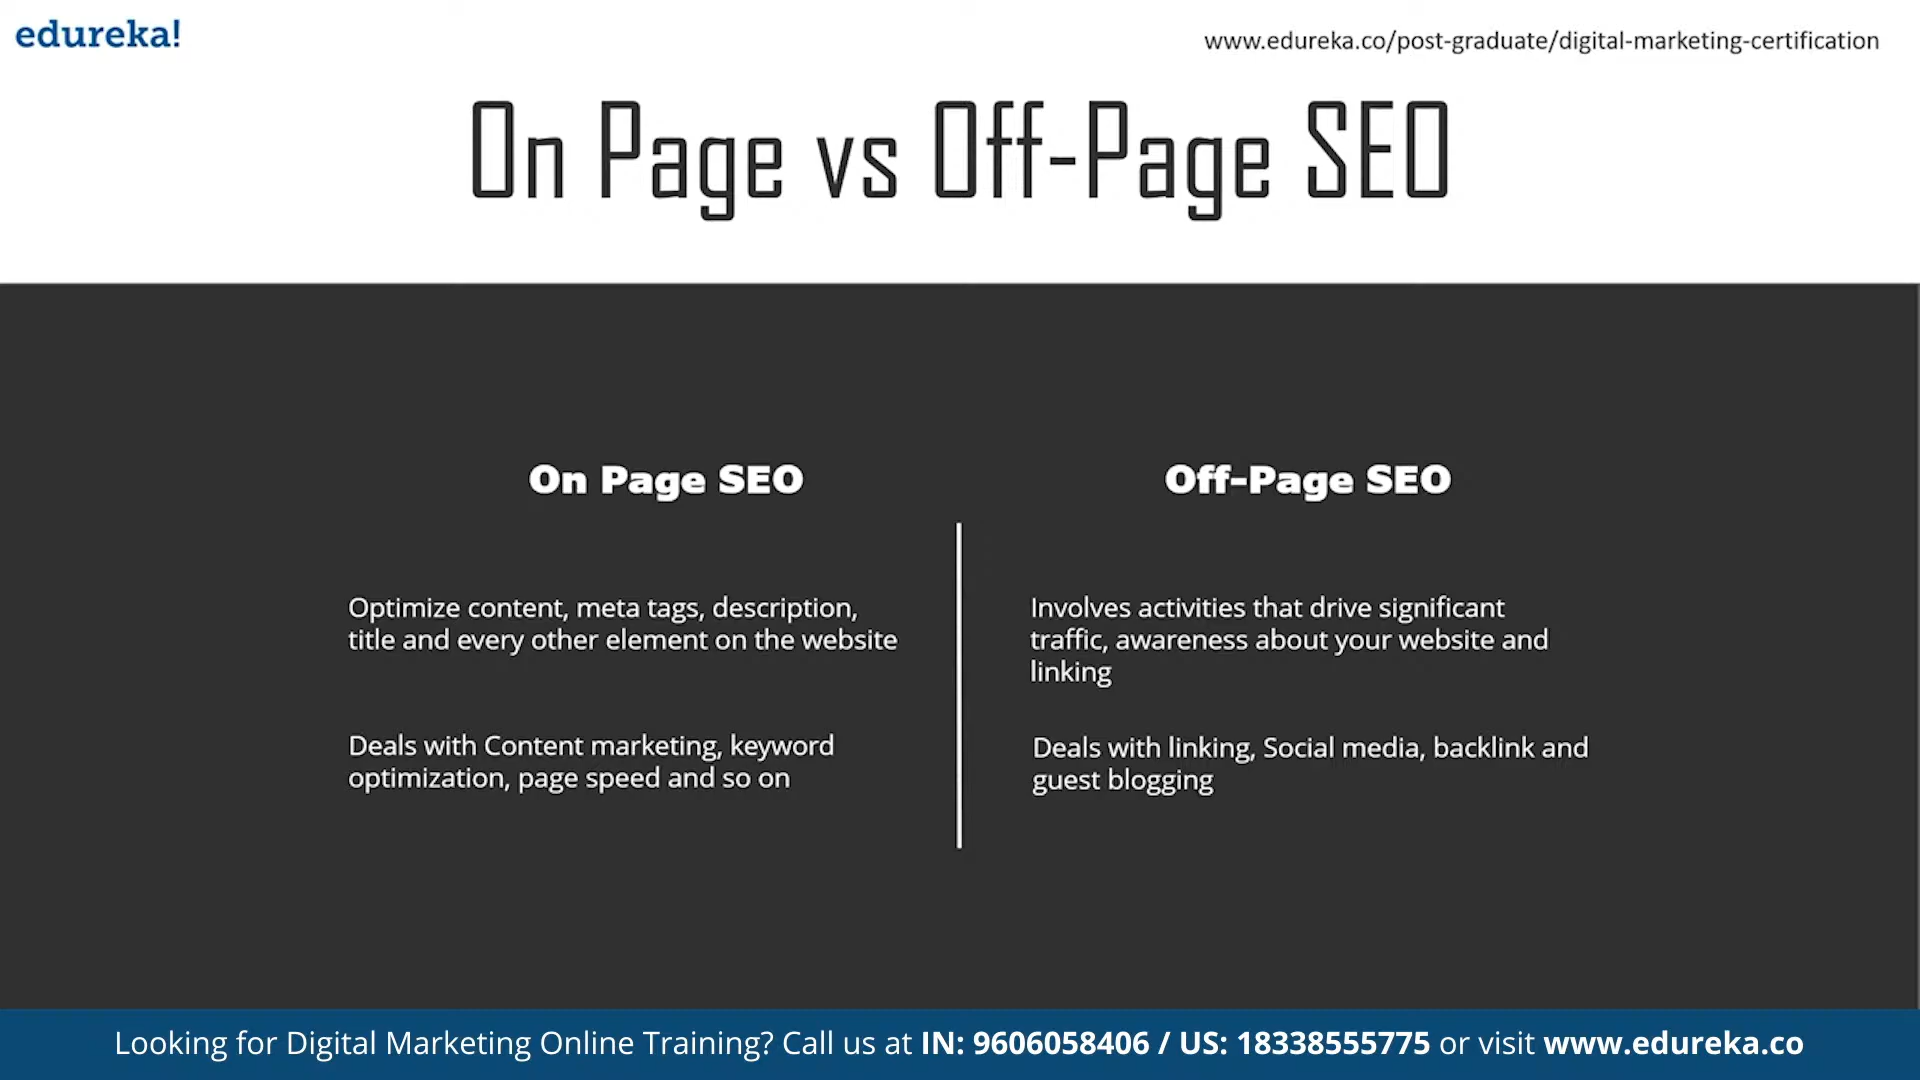 edureka!
www.edureka.co/post-graduate/digital-marketing-certification
On Page vs Off-Page SEO
On Page SEO
Optimize content, meta tags, description,
title and every other element on the website
Deals with Content marketing, keyword
optimization, page speed and so on
Off-Page SEO
Involves activities that drive significant
traffic, awareness about your website and
linking
Deals with linking, Social media, backlink and
guest blogging
Looking for Digital Marketing Online Training? Call us at IN: 9606058406 / US: 18338555775 or visit www.edureka.co